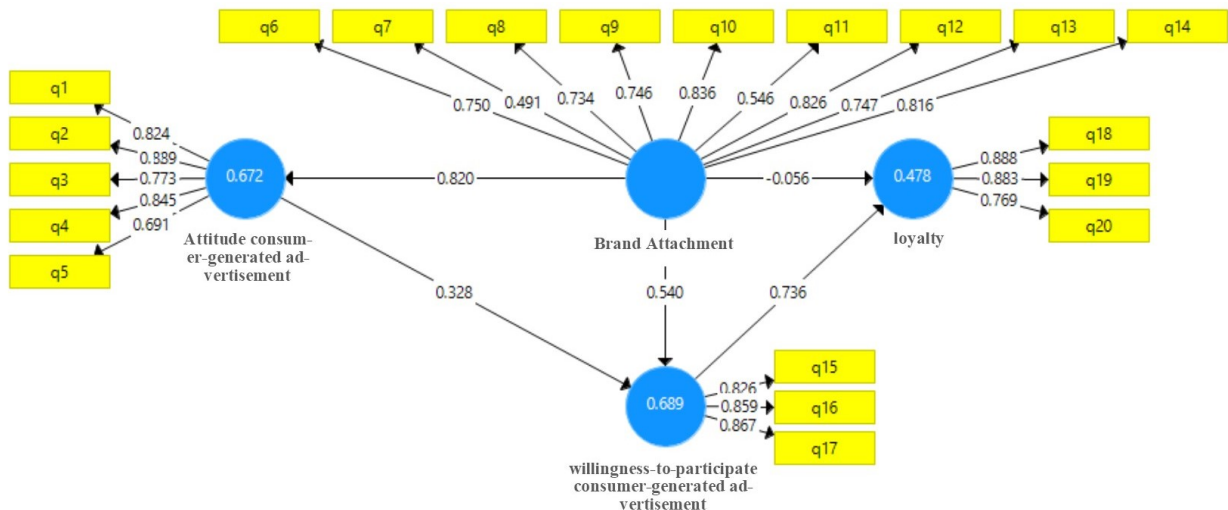 q6
q7
q8
q9
q10
q11
q12
q13
q14
q1
q2
q3
q4
q5
0.750
0.491
0.734
0.746
0.836
0.546
0.826
0.747
0.816
0.824
0.889
0.773
0.845
0.691
0.672
0.820
-0.056
0.478
0.888
0.883
0.769
q18
q19
q20
Attitude consum-
er-generated ad-
vertisement
Brand Attachment
loyalty
0.328
0.540
0.736
0.689
0.826
0.859
0.867
q15
q16
q17
willingness-to-participate
consumer-generated ad-
vertisement